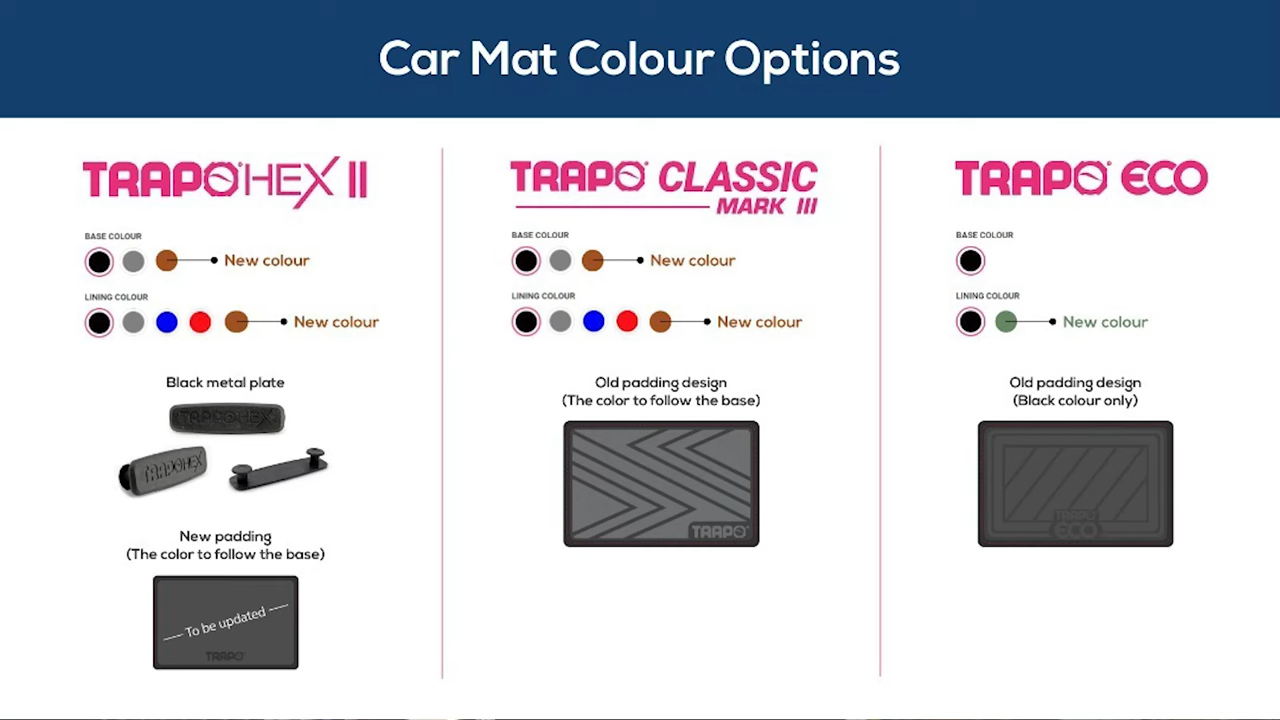 Car Mat Colour Options
TRAPO HEX II
BASE COLOUR
New colour
LINING COLOUR
New colour
Black metal plate
TRAPO HEX
TRAPO HEX
New padding
(The color to follow the base)
To be updated
TRAPO
TRAPO CLASSIC
MARK III
BASE COLOUR
New colour
LINING COLOUR
New colour
Old padding design
(The color to follow the base)
TRAPO
TRAPO ECO
BASE COLOUR
LINING COLOUR
New colour
Old padding design
(Black colour only)
TRAPO
ECO